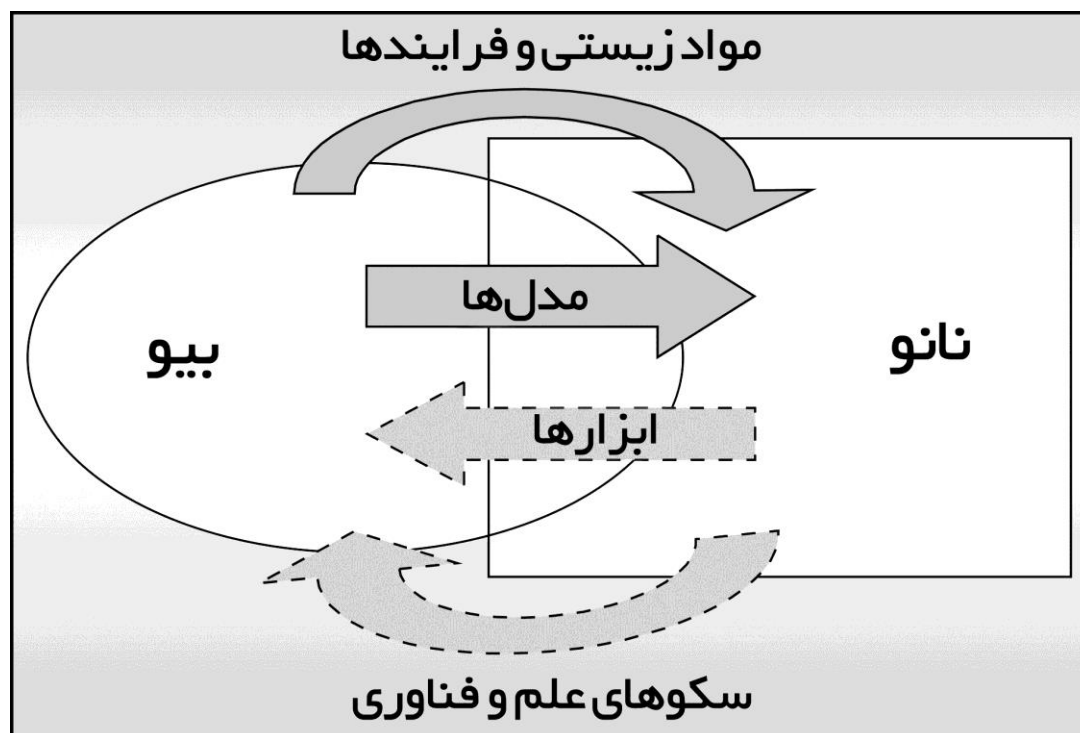 مواد زیستی و فرایندها
مدل‌ها
نانو
بیو
ابزارها
سکوهای علم و فناوری